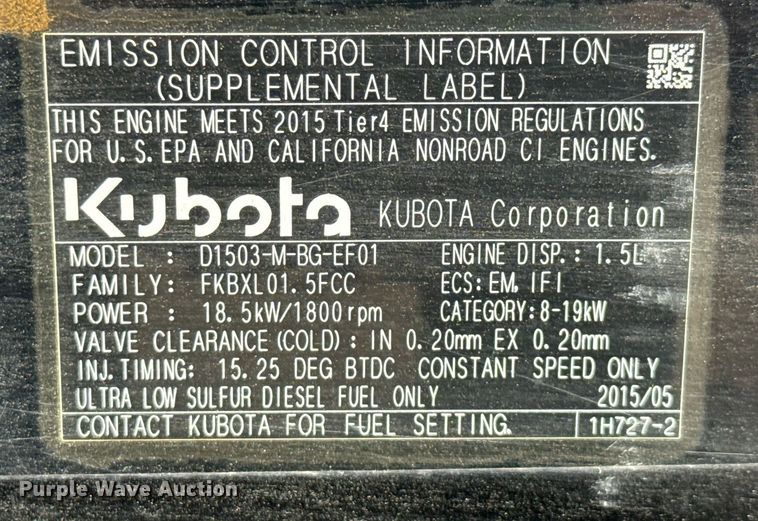 EMISSION CONTROL INFORMATION
(SUPPLEMENTAL LABEL)
THIS ENGINE MEETS 2015 Tier4 EMISSION REGULATIONS
FOR U.S.EPA AND CALIFORNIA NONROAD CI ENGINES.
Kubota KUBOTA Corporation
MODEL : D1503-M-BG-EF01 ENGINE DISP.: 1.5L
FAMILY: FKBXL01.5FCC ECS: EM, IFI
POWER : 18.5kW/1800rpm CATEGORY:8-19kW
VALVE CLEARANCE(COLD): IN 0.20mm EX 0.20mm
INJ.TIMING: 15.25 DEG BTDC CONSTANT SPEED ONLY
ULTRA LOW SULFUR DIESEL FUEL ONLY 2015/05
CONTACT KUBOTA FOR FUEL SETTING. 1H727-2
Purple Wave Auction